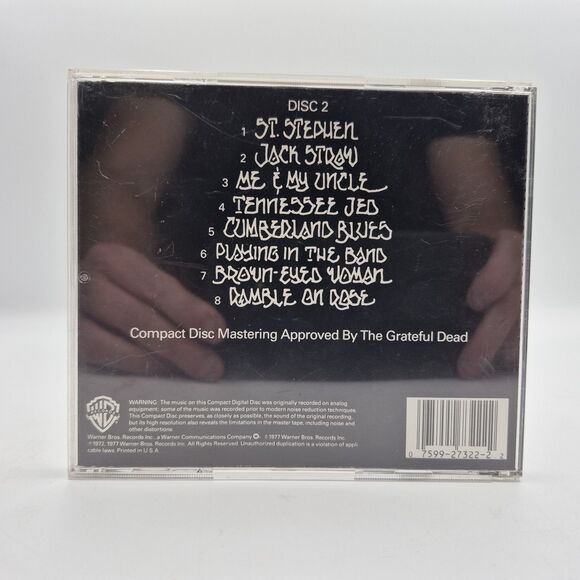 DISC 2
1 ST. STEPHEN
2 JACK STRAW
3 ME & MY UNCLE
4 TENNESSEE JED
5 CUMBERLAND BLUES
6 PLAYING IN THE BAND
7 BROWN-EYED WOMAN
8 RAMBLE ON ROSE
Compact Disc Mastering Approved By The Grateful Dead
WARNING: The music on this Compact Digital Disc was originally recorded on analog
equipment; some of the music was recorded prior to modern noise reduction techniques.
This Compact Disc preserves, as closely as possible, the sound of the original recording,
but its high resolution also reveals the limitations in the master tape, including noise and
other distortions.
Warner Bros. Records Inc., a Warner Communications Company ©1977 Warner Bros. Records Inc.
℗1972, 1977 Warner Bros. Records Inc. All Rights Reserved. Unauthorized duplication is a violation of appli
cable laws. Printed in U.S.A.
0 7599-27322-2 2